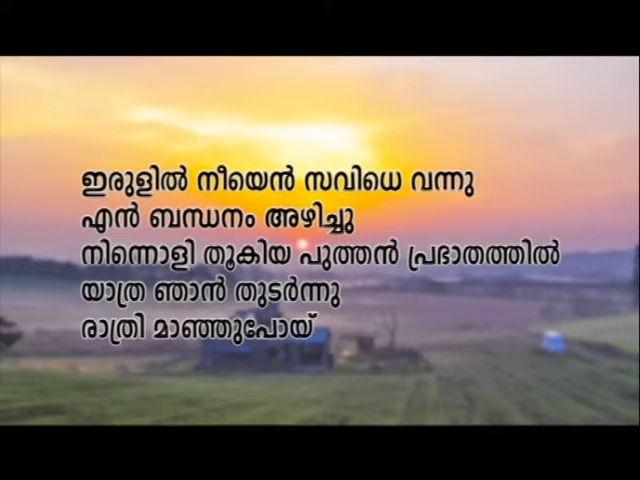 ഇരുളിൽ നീയെൻ സവിധെ വന്നു
എൻ ബന്ധനം അഴിച്ചു
നിന്നൊളി തൂകിയ പുത്തൻ പ്രഭാതത്തിൽ
യാത്ര ഞാൻ തുടർന്നു
രാത്രി മാഞ്ഞുപോയ്